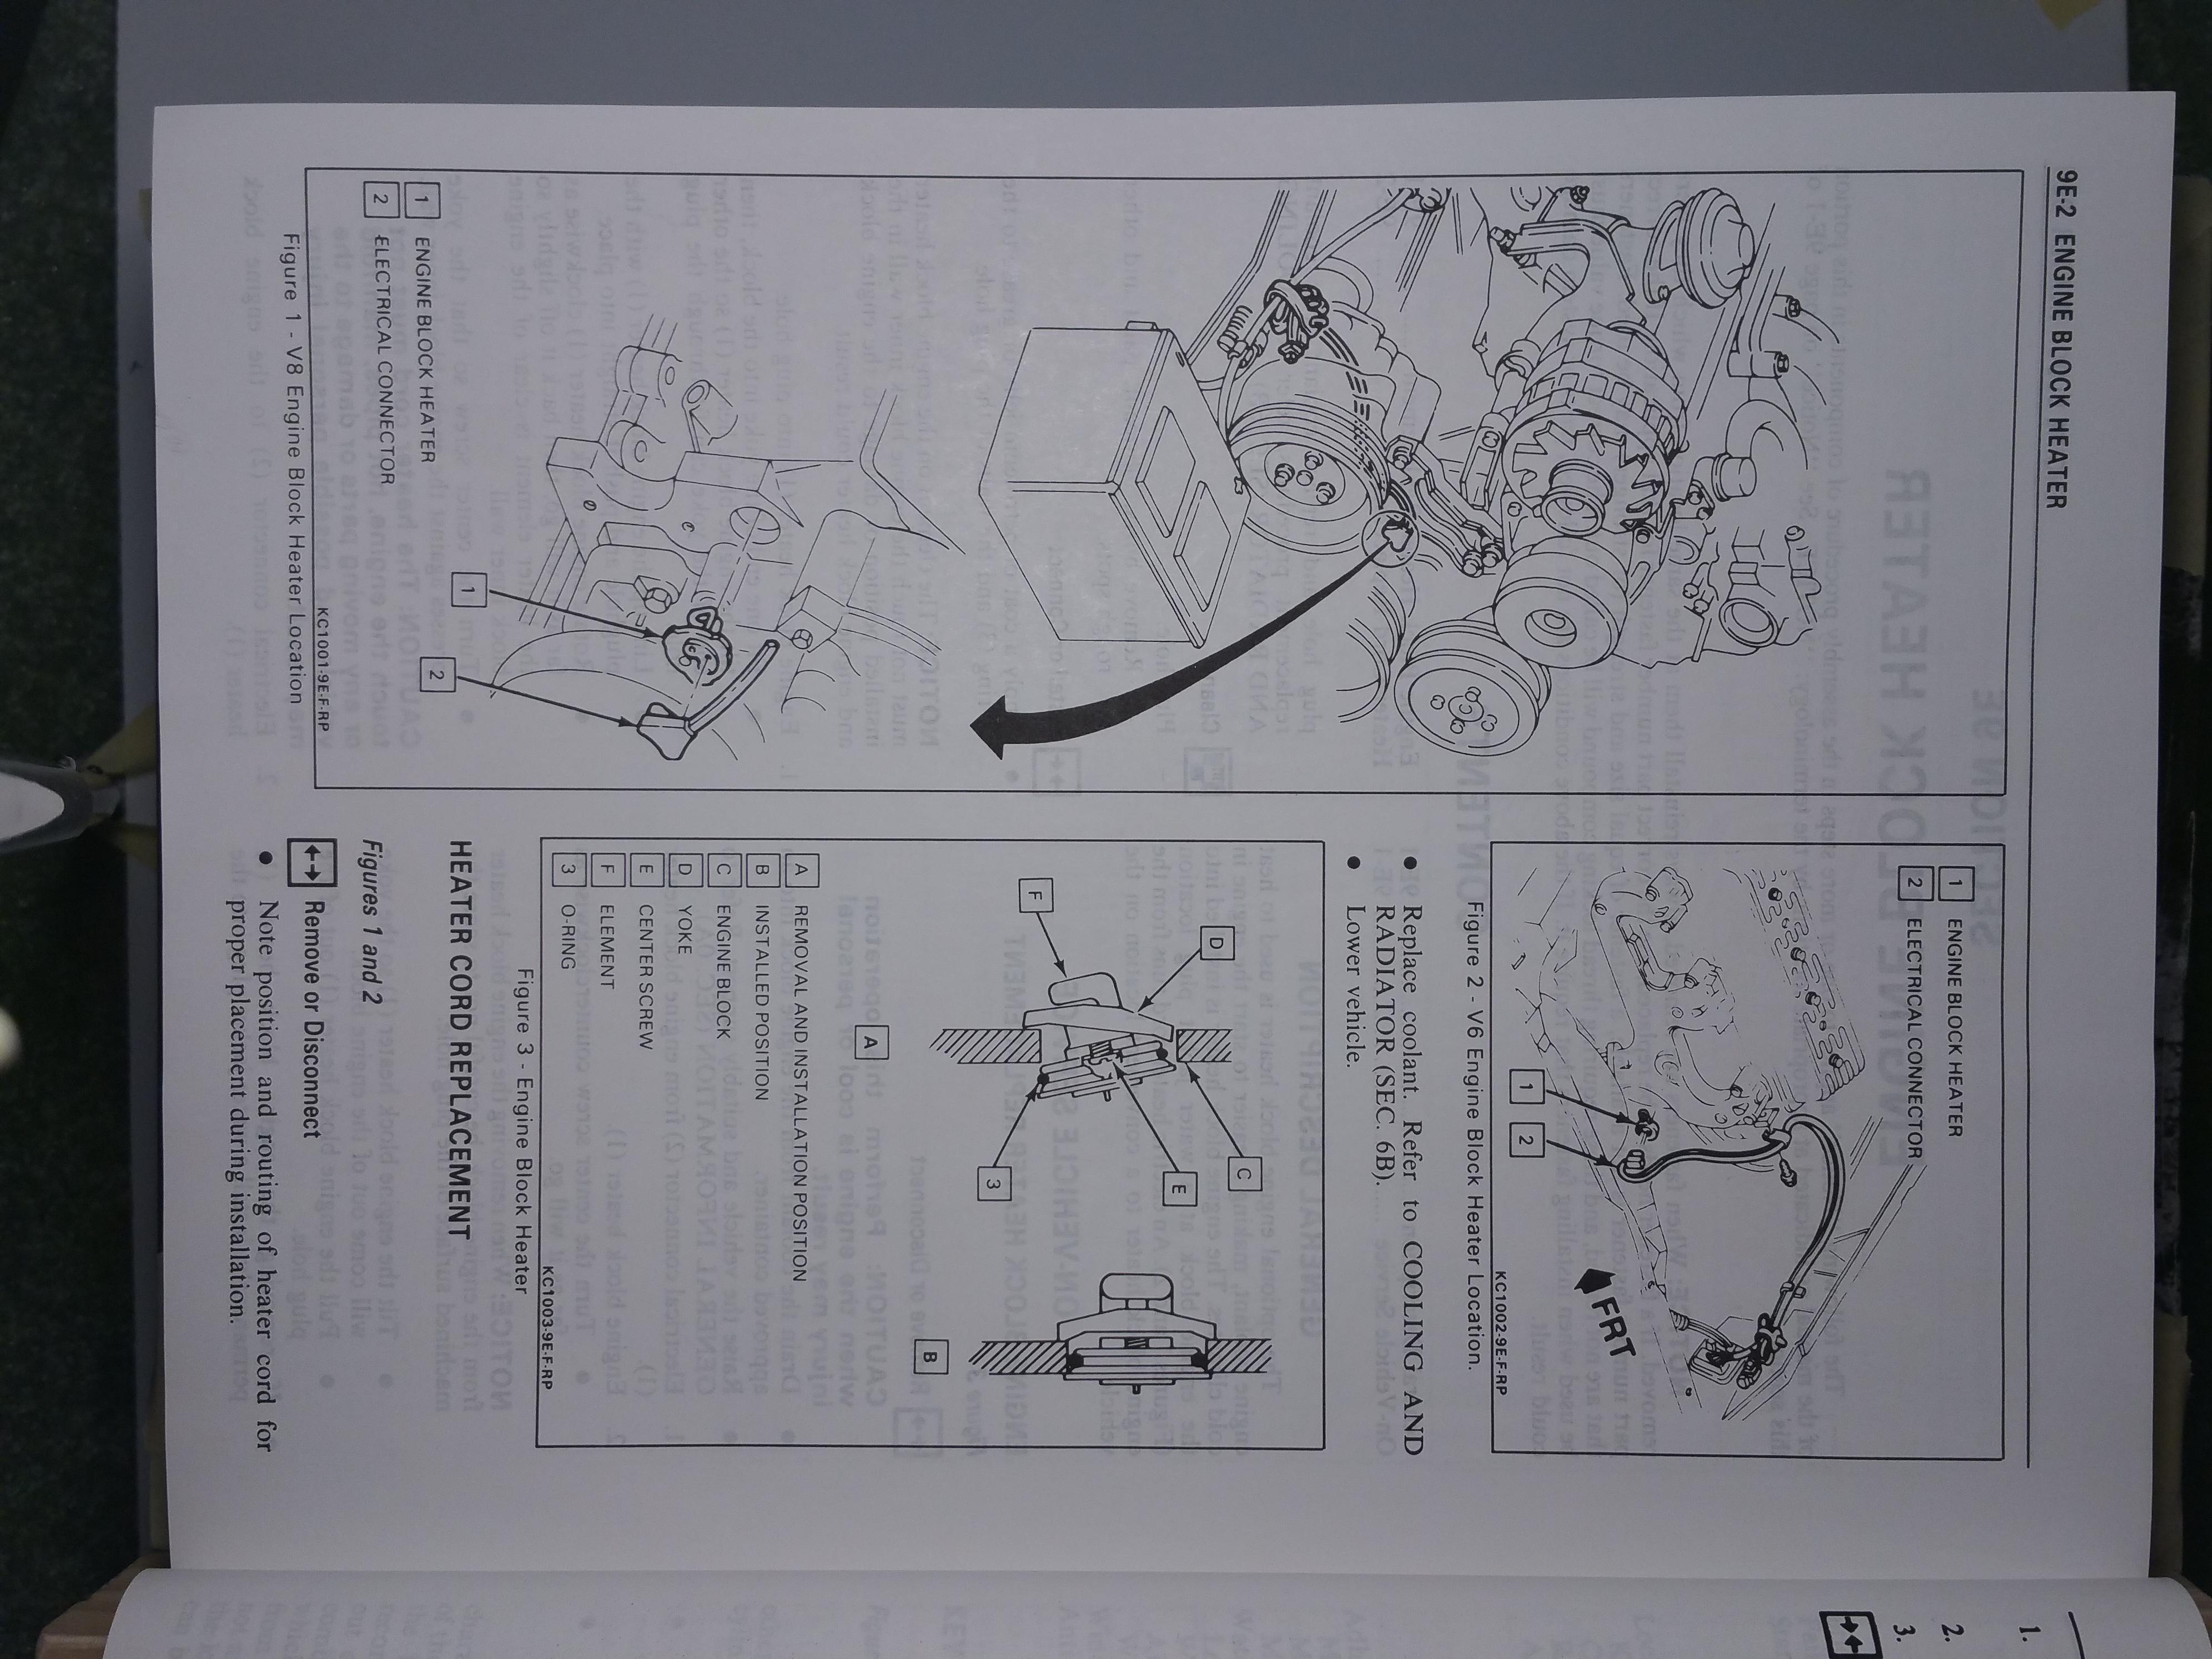 9E-2 ENGINE BLOCK HEATER
1 ENGINE BLOCK HEATER
2 ELECTRICAL CONNECTOR
1
2
KC1001-9E-F-RP
Figure 1 - V8 Engine Block Heater Location
1 ENGINE BLOCK HEATER
2 ELECTRICAL CONNECTOR
1
2
FRT
KC1002-9E-F-RP
Figure 2 - V6 Engine Block Heater Location.
● Replace coolant. Refer to COOLING AND
RADIATOR (SEC. 6B).
● Lower vehicle.
D
F
C
E
3
A
B
A REMOVAL AND INSTALLATION POSITION
B INSTALLED POSITION
C ENGINE BLOCK
D YOKE
E CENTER SCREW
F ELEMENT
3 O-RING
KC1003-9E-F-RP
Figure 3 - Engine Block Heater
HEATER CORD REPLACEMENT
Figures 1 and 2
Remove or Disconnect
● Note position and routing of heater cord for
proper placement during installation.
1.
2.
3.